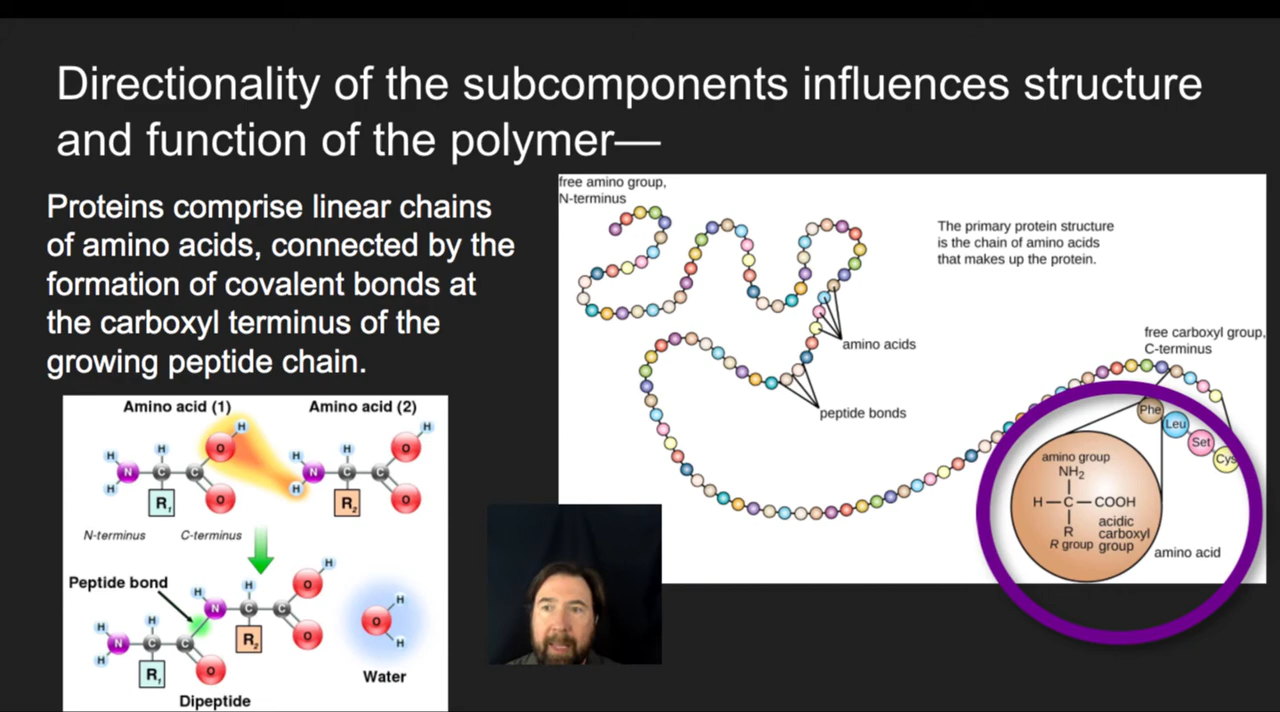 Directionality of the subcomponents influences structure
and function of the polymer—
Proteins comprise linear chains
of amino acids, connected by the
formation of covalent bonds at
the carboxyl terminus of the
growing peptide chain.
Amino acid (1)
Amino acid (2)
H
O
H
H
N
C
C
O
H
R1
H
H
O
H
N
C
C
O
H
R2
N-terminus
C-terminus
Peptide bond
H
H
H
O
H
N
C
C
O
R2
H
H
N
C
C
O
H
R1
Dipeptide
H
O
H
Water
free amino group,
N-terminus
The primary protein structure
is the chain of amino acids
that makes up the protein.
amino acids
peptide bonds
free carboxyl group,
C-terminus
Phe
Leu
Set
Cys
amino group
NH2
H—C—COOH
R
acidic
carboxyl
group
R group
amino acid